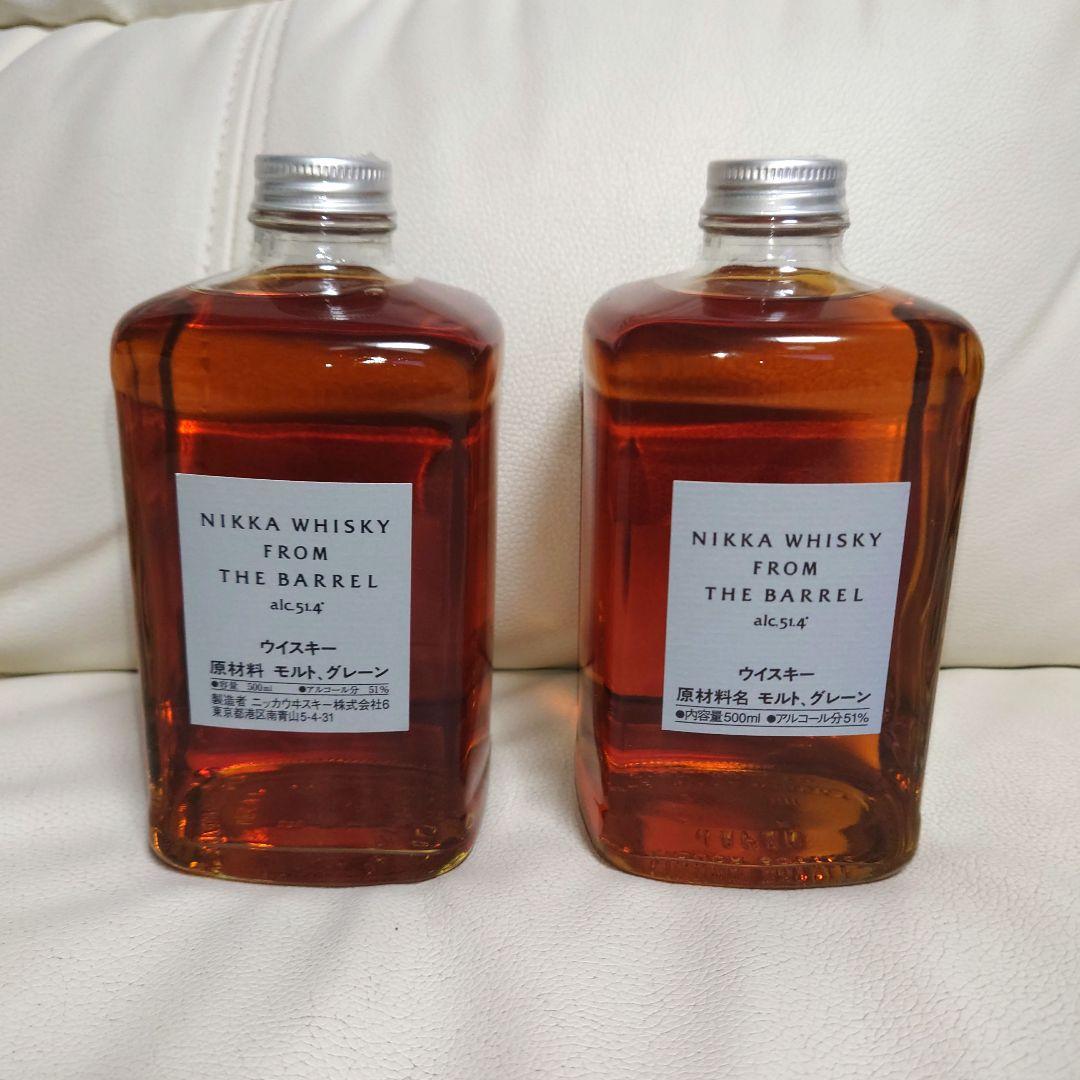 NIKKA WHISKY
FROM
THE BARREL
alc.51.4°
ウイスキー
原材料 モルト、グレーン
●容量 500ml ●アルコール分 51%
製造者 ニッカウヰスキー株式会社6
東京都港区南青山5-4-31
NIKKA WHISKY
FROM
THE BARREL
alc.51.4°
ウイスキー
原材料名 モルト、グレーン
●内容量500ml ●アルコール分51%